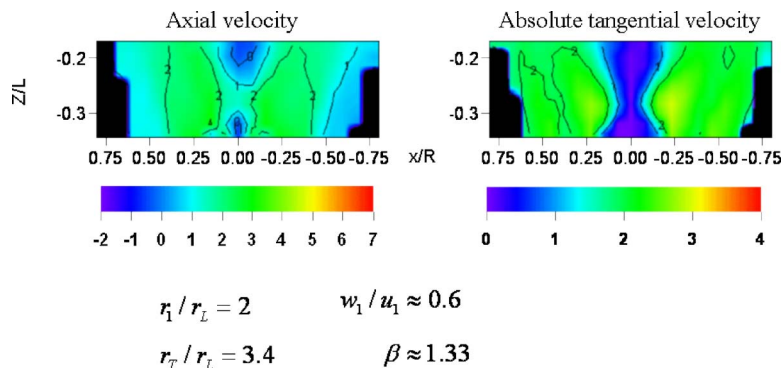 Axial velocity
Absolute tangential velocity
Z/L
-0.2
-0.3
0.75 0.50 0.25 0.00 -0.25 -0.50 -0.75
x/R
-0.2
-0.3
0.75 0.50 0.25 0.00 -0.25 -0.50 -0.75
-2 -1 0 1 2 3 4 5 6 7
0 1 2 3 4
r₁ / r_L = 2
w₁ / u₁ ≈ 0.6
r_T / r_L = 3.4
β ≈ 1.33